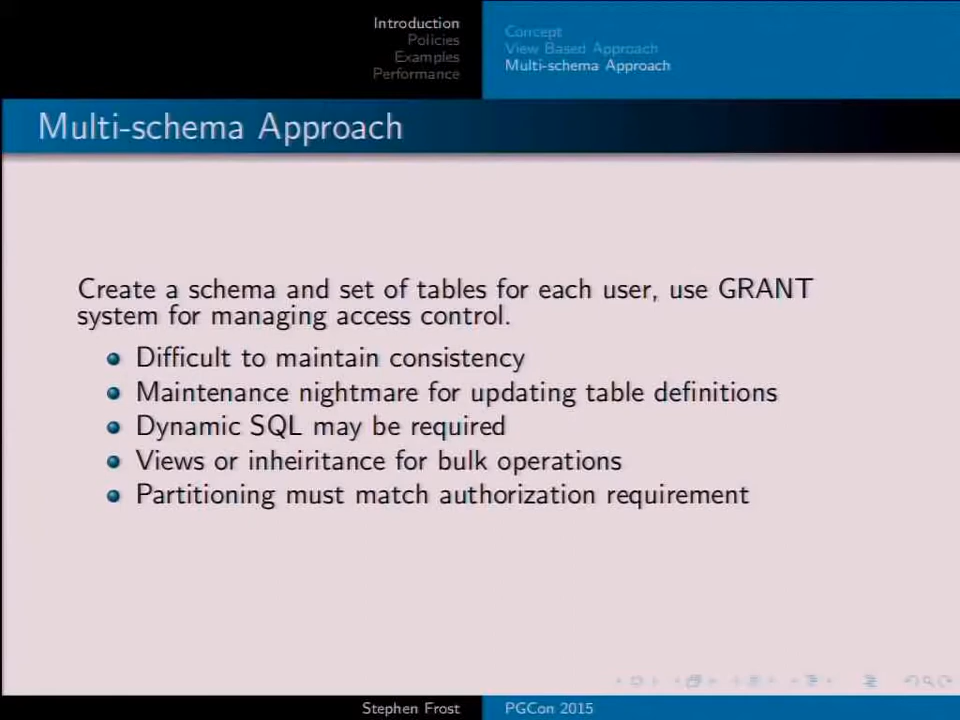 Introduction
Policies
Examples
Performance
Concept
View Based Approach
Multi-schema Approach
Multi-schema Approach
Create a schema and set of tables for each user, use GRANT
system for managing access control.
Difficult to maintain consistency
Maintenance nightmare for updating table definitions
Dynamic SQL may be required
Views or inheiritance for bulk operations
Partitioning must match authorization requirement
Stephen Frost
PGCon 2015